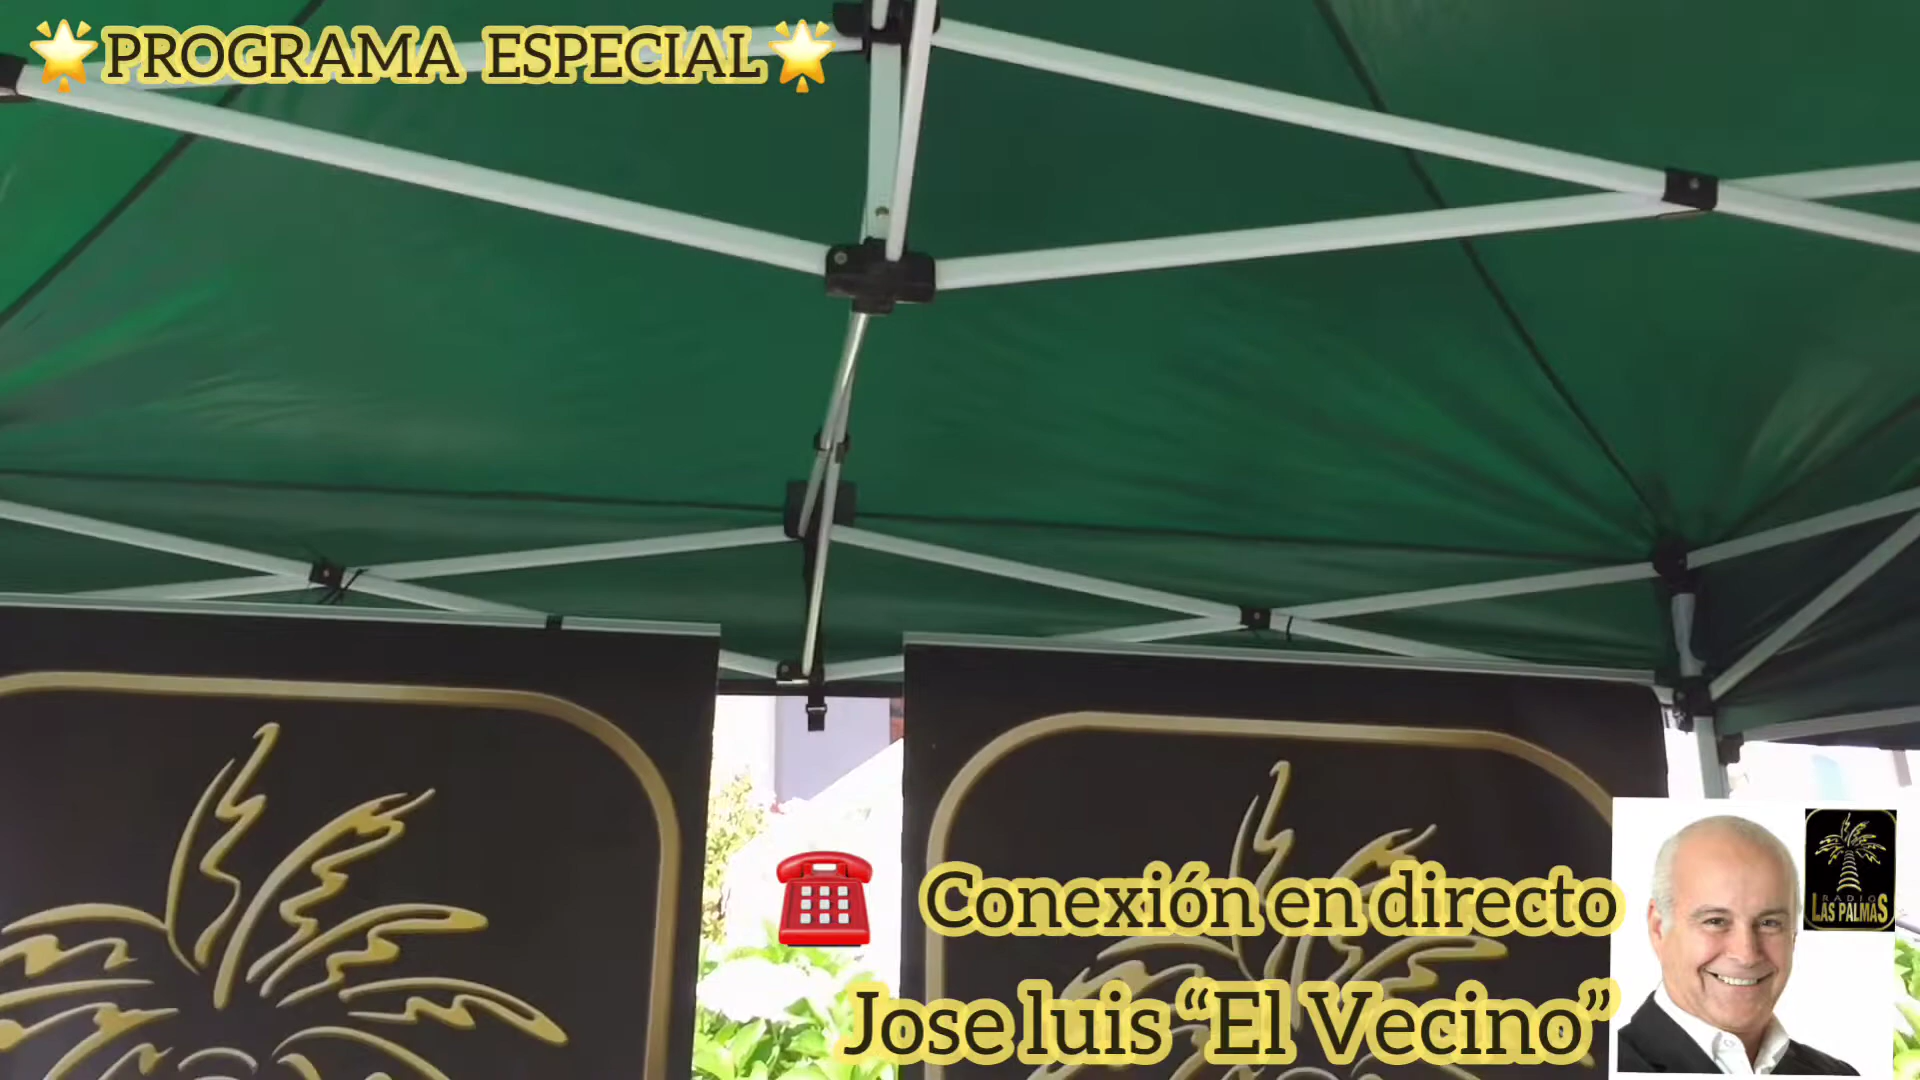 🌟PROGRAMA ESPECIAL🌟
☎️ Conexión en directo
Jose luis “El Vecino”
RADIO
LAS PALMAS